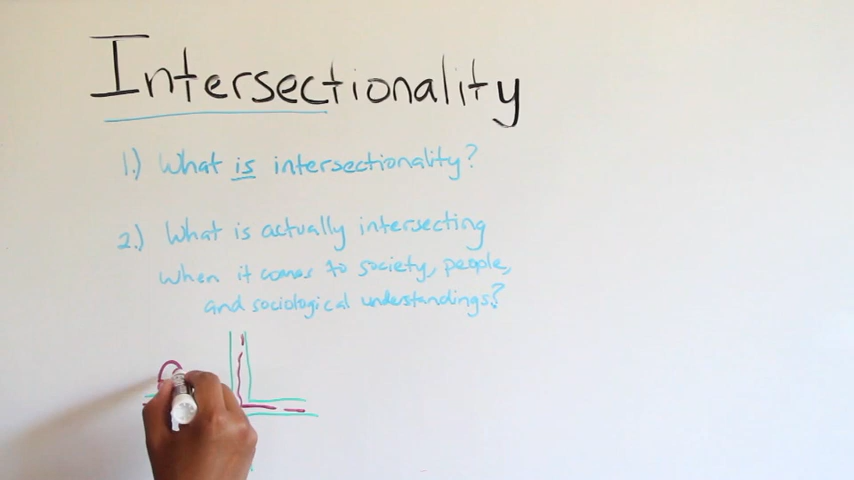 Intersectionality
1.) What is intersectionality?
2.) What is actually intersecting
when it comes to society, people,
and sociological understandings?